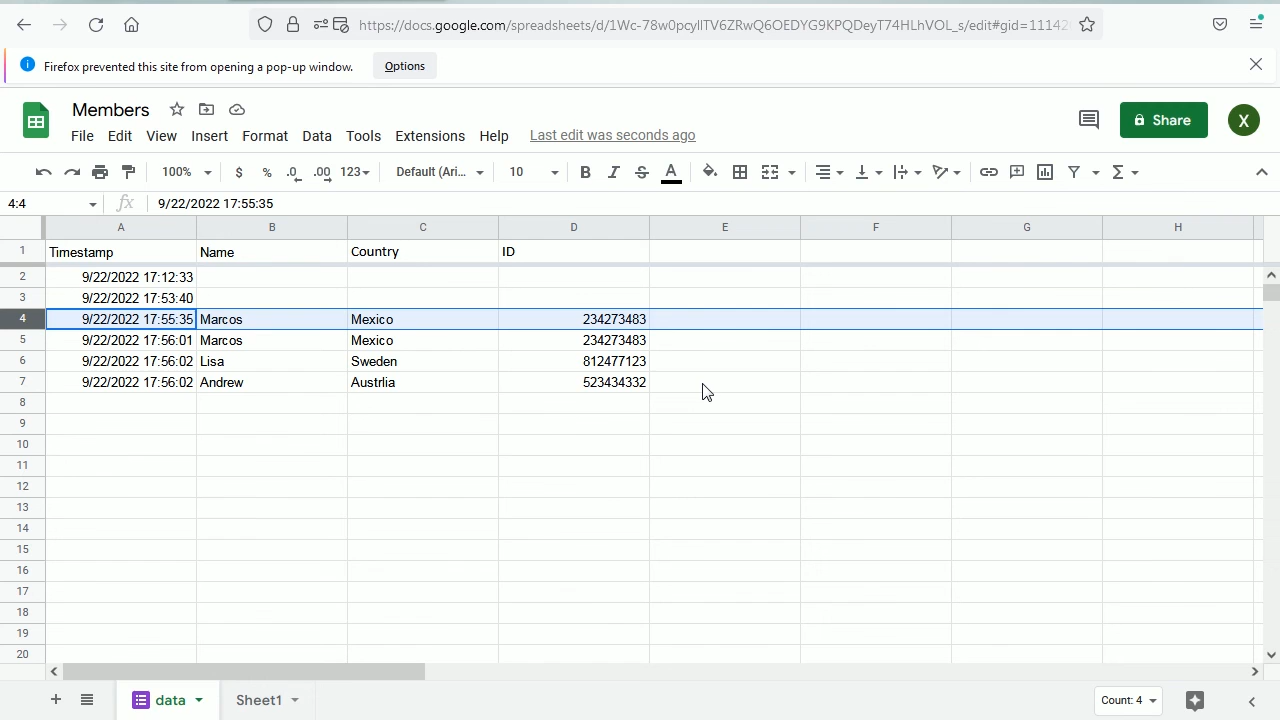 https://docs.google.com/spreadsheets/d/1Wc-78w0pcyllTV6ZRwQ6OEDYG9KPQDeyT74HLhVOL_s/edit#gid=11142
Firefox prevented this site from opening a pop-up window. Options
Members
File Edit View Insert Format Data Tools Extensions Help Last edit was seconds ago
Share X
100% $ % .0 .00 123 Default (Ari... 10 B I S A
4:4 fx 9/22/2022 17:55:35
A B C D E F G H
1 Timestamp Name Country ID
2 9/22/2022 17:12:33
3 9/22/2022 17:53:40
4 9/22/2022 17:55:35 Marcos Mexico 234273483
5 9/22/2022 17:56:01 Marcos Mexico 234273483
6 9/22/2022 17:56:02 Lisa Sweden 812477123
7 9/22/2022 17:56:02 Andrew Austrlia 523434332
8
9
10
11
12
13
14
15
16
17
18
19
20
data Sheet1 Count: 4